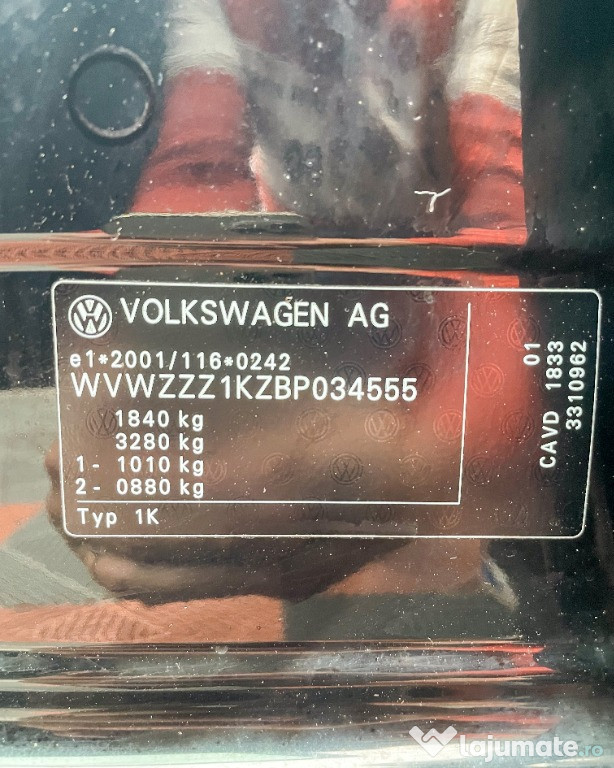 VOLKSWAGEN AG
e1*2001/116*0242
WVWZZZ1KZBP034555
1840 kg
3280 kg
1- 1010 kg
2- 0880 kg
Typ 1K
01
CAVD 1833
3310962
lajumate.ro